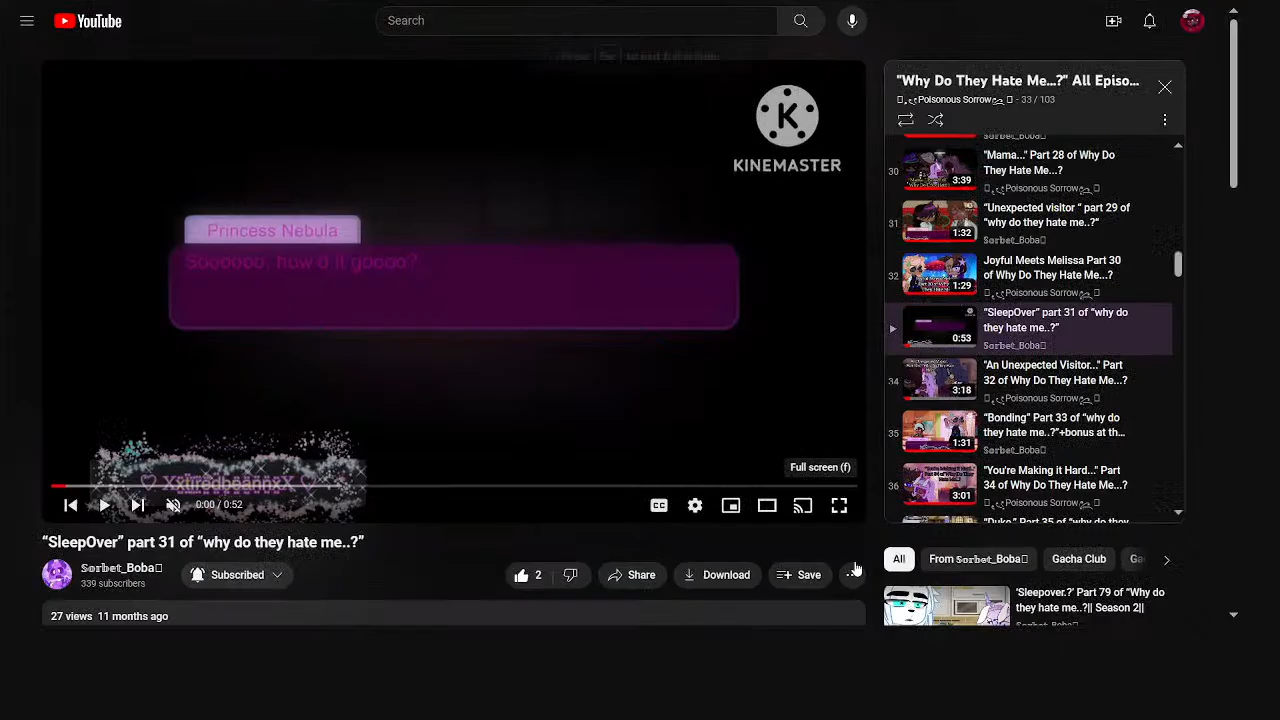 YouTube
Search
KINEMASTER
Princess Nebula
Soooooo, how'd it goooo?
♡ XxtiredbeannxX ♡
Full screen (f)
0:00 / 0:52
CC
“SleepOver” part 31 of “why do they hate me..?”
𝕊𝕠𝕣𝕓𝕖𝕥_𝔹𝕠𝕓𝕒
339 subscribers
Subscribed
2
Share
Download
Save
27 views 11 months ago
"Why Do They Hate Me...?" All Episo...
Poisonous Sorrow - 33 / 103
𝕊𝕠𝕣𝕓𝕖𝕥_𝔹𝕠𝕓𝕒
30
3:39
"Mama..." Part 28 of Why Do
They Hate Me...?
Poisonous Sorrow
31
1:32
"Unexpected visitor " part 29 of
"why do they hate me..?"
𝕊𝕠𝕣𝕓𝕖𝕥_𝔹𝕠𝕓𝕒
32
1:29
Joyful Meets Melissa Part 30
of Why Do They Hate Me...?
Poisonous Sorrow
0:53
“SleepOver” part 31 of “why do
they hate me..?”
𝕊𝕠𝕣𝕓𝕖𝕥_𝔹𝕠𝕓𝕒
34
3:18
"An Unexpected Visitor..." Part
32 of Why Do They Hate Me...?
Poisonous Sorrow
35
1:31
“Bonding” Part 33 of “why do
they hate me..?”+bonus at th...
𝕊𝕠𝕣𝕓𝕖𝕥_𝔹𝕠𝕓𝕒
36
3:01
"You're Making it Hard..." Part
34 of Why Do They Hate Me...?
Poisonous Sorrow
"Duke" Part 35 of “why do they
All
From 𝕊𝕠𝕣𝕓𝕖𝕥_𝔹𝕠𝕓𝕒
Gacha Club
Ga
‘Sleepover.?’ Part 79 of “Why do
they hate me..?|| Season 2||
𝕊𝕠𝕣𝕓𝕖𝕥_𝔹𝕠𝕓𝕒